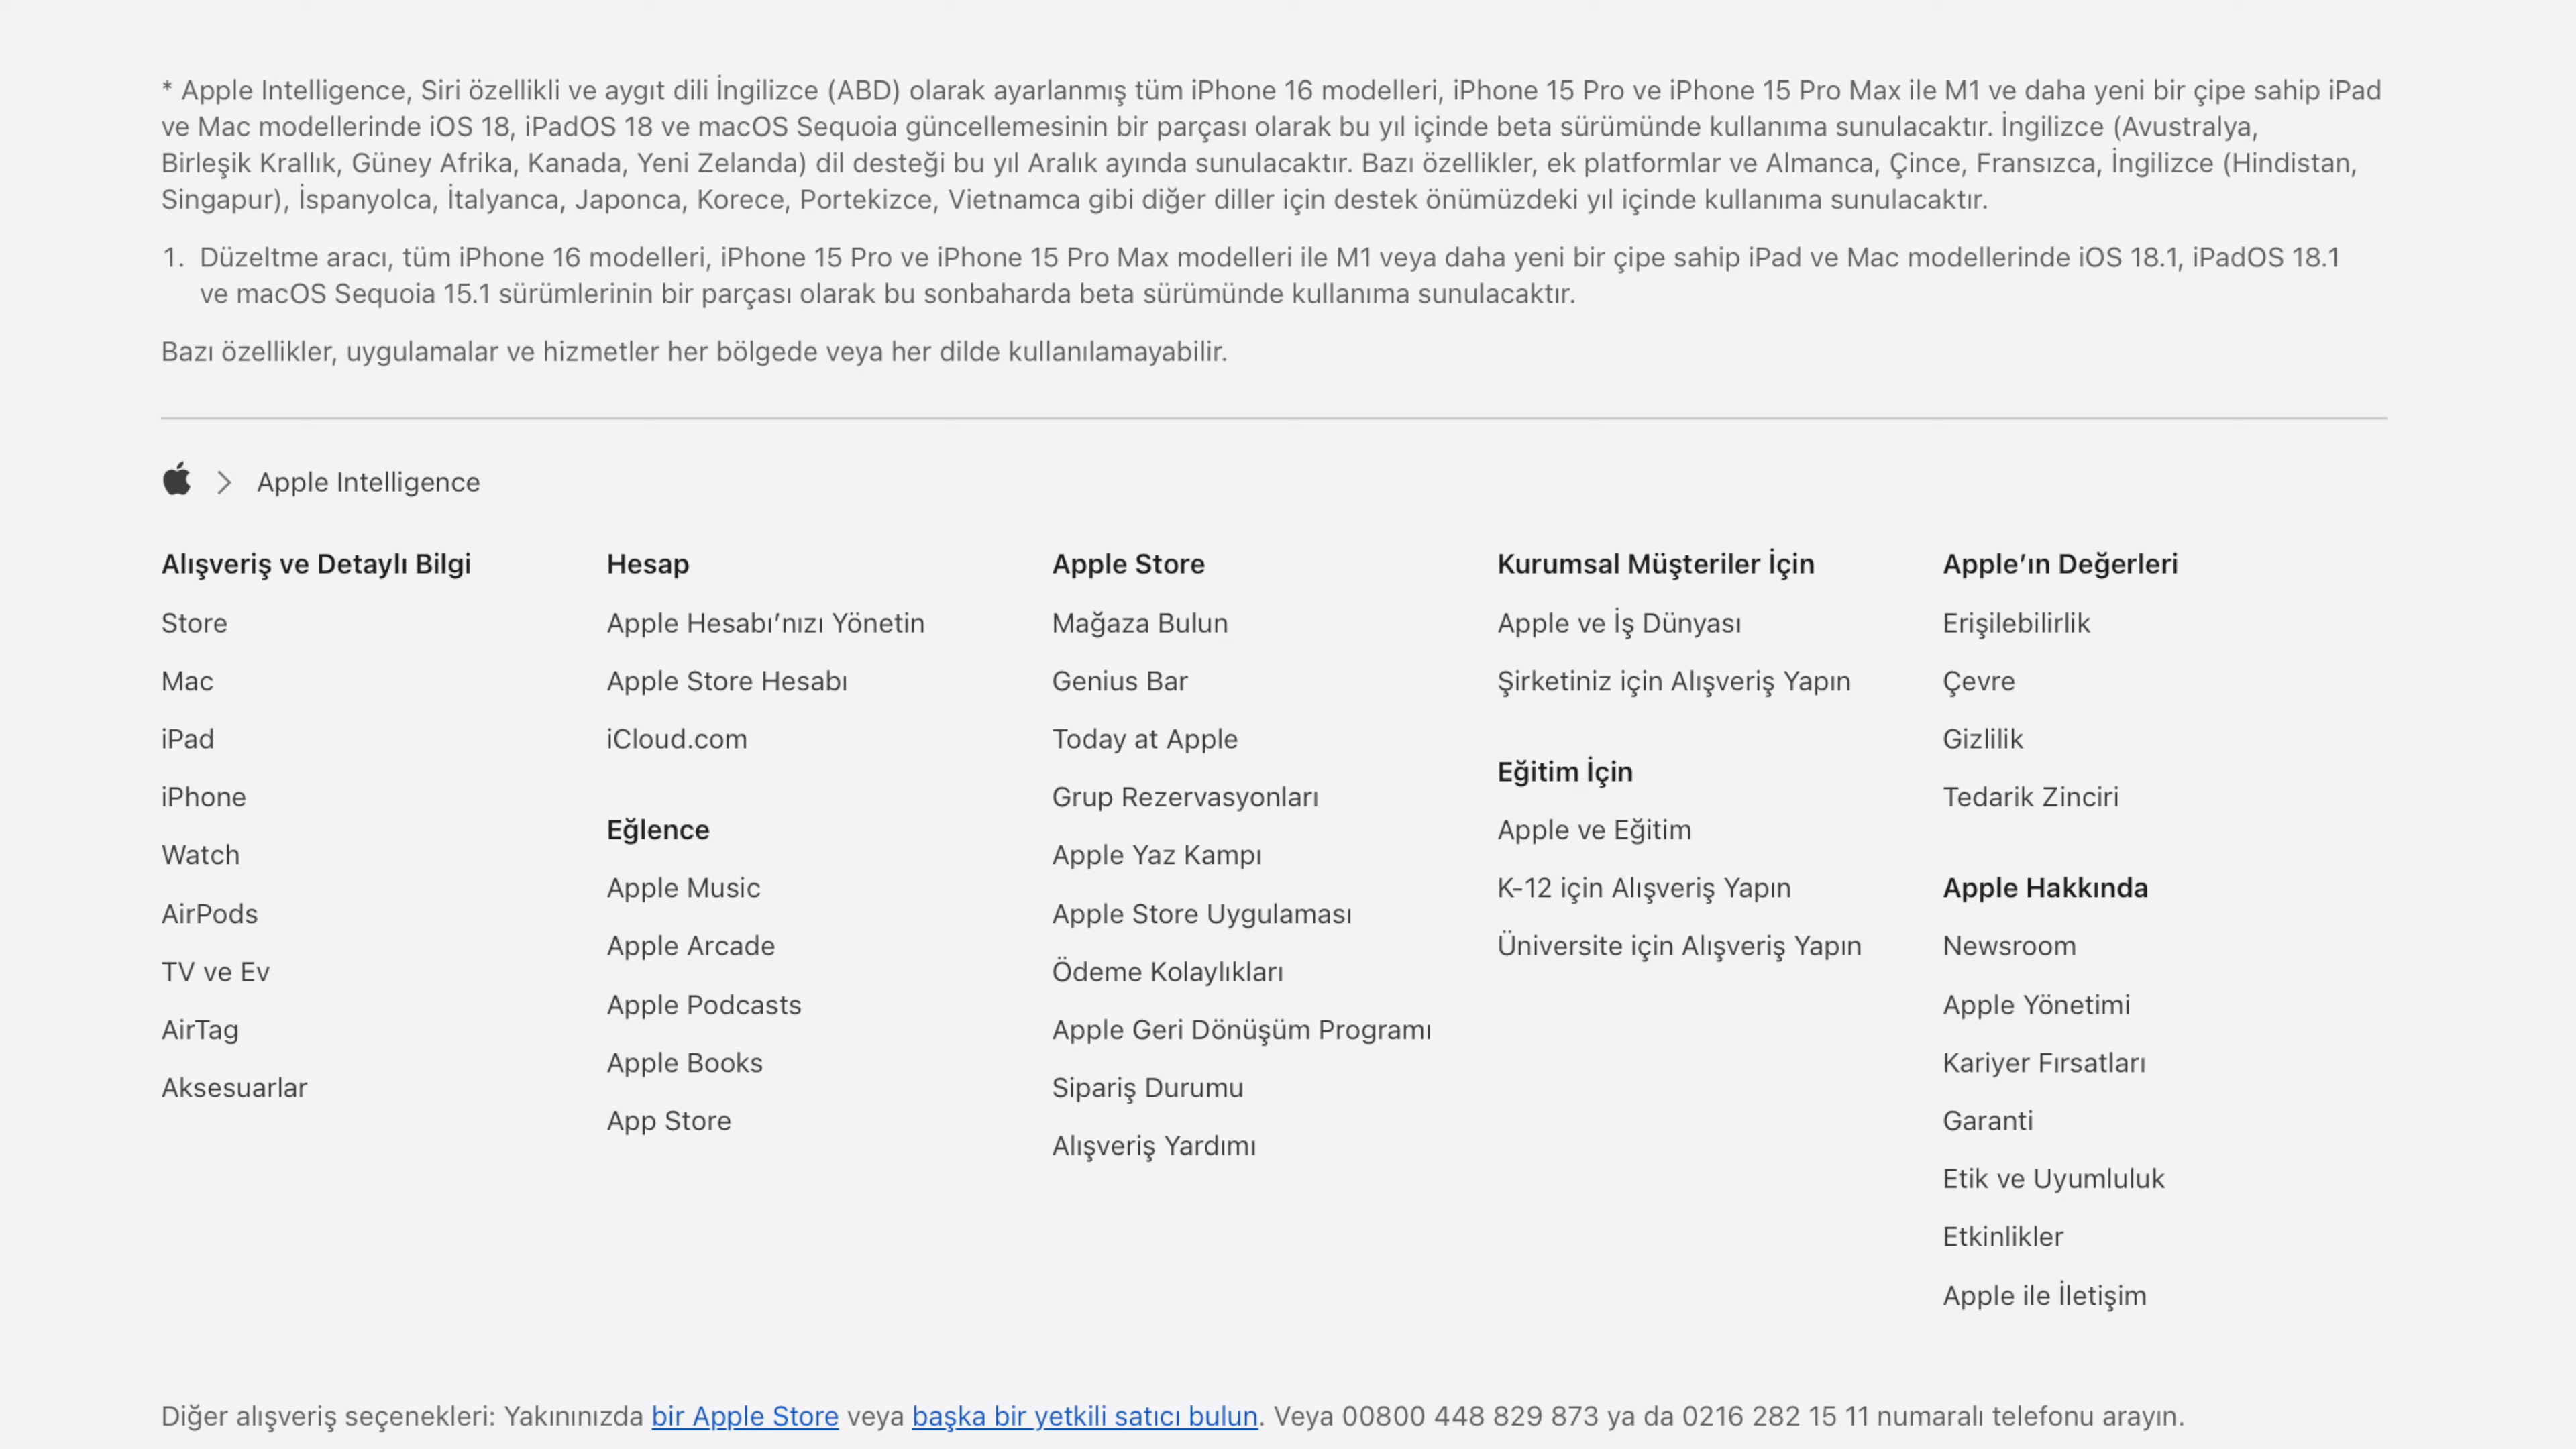 * Apple Intelligence, Siri özellikli ve aygıt dili İngilizce (ABD) olarak ayarlanmış tüm iPhone 16 modelleri, iPhone 15 Pro ve iPhone 15 Pro Max ile M1 ve daha yeni bir çipe sahip iPad
ve Mac modellerinde iOS 18, iPadOS 18 ve macOS Sequoia güncellemesinin bir parçası olarak bu yıl içinde beta sürümünde kullanıma sunulacaktır. İngilizce (Avustralya,
Birleşik Krallık, Güney Afrika, Kanada, Yeni Zelanda) dil desteği bu yıl Aralık ayında sunulacaktır. Bazı özellikler, ek platformlar ve Almanca, Çince, Fransızca, İngilizce (Hindistan,
Singapur), İspanyolca, İtalyanca, Japonca, Korece, Portekizce, Vietnamca gibi diğer diller için destek önümüzdeki yıl içinde kullanıma sunulacaktır.
1. Düzeltme aracı, tüm iPhone 16 modelleri, iPhone 15 Pro ve iPhone 15 Pro Max modelleri ile M1 veya daha yeni bir çipe sahip iPad ve Mac modellerinde iOS 18.1, iPadOS 18.1
ve macOS Sequoia 15.1 sürümlerinin bir parçası olarak bu sonbaharda beta sürümünde kullanıma sunulacaktır.
Bazı özellikler, uygulamalar ve hizmetler her bölgede veya her dilde kullanılamayabilir.
Apple Intelligence
Alışveriş ve Detaylı Bilgi
Store
Mac
iPad
iPhone
Watch
AirPods
TV ve Ev
AirTag
Aksesuarlar
Hesap
Apple Hesabı’nızı Yönetin
Apple Store Hesabı
iCloud.com
Eğlence
Apple Music
Apple Arcade
Apple Podcasts
Apple Books
App Store
Apple Store
Mağaza Bulun
Genius Bar
Today at Apple
Grup Rezervasyonları
Apple Yaz Kampı
Apple Store Uygulaması
Ödeme Kolaylıkları
Apple Geri Dönüşüm Programı
Sipariş Durumu
Alışveriş Yardımı
Kurumsal Müşteriler İçin
Apple ve İş Dünyası
Şirketiniz için Alışveriş Yapın
Eğitim İçin
Apple ve Eğitim
K-12 için Alışveriş Yapın
Üniversite için Alışveriş Yapın
Apple’ın Değerleri
Erişilebilirlik
Çevre
Gizlilik
Tedarik Zinciri
Apple Hakkında
Newsroom
Apple Yönetimi
Kariyer Fırsatları
Garanti
Etik ve Uyumluluk
Etkinlikler
Apple ile İletişim
Diğer alışveriş seçenekleri: Yakınınızda bir Apple Store veya başka bir yetkili satıcı bulun. Veya 00800 448 829 873 ya da 0216 282 15 11 numaralı telefonu arayın.